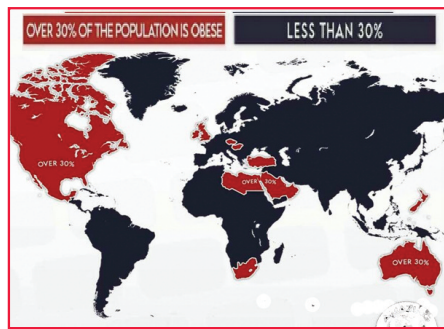 OVER 30% OF THE POPULATION IS OBESE
LESS THAN 30%
OVER 30%
OVER 30%
OVER 30%